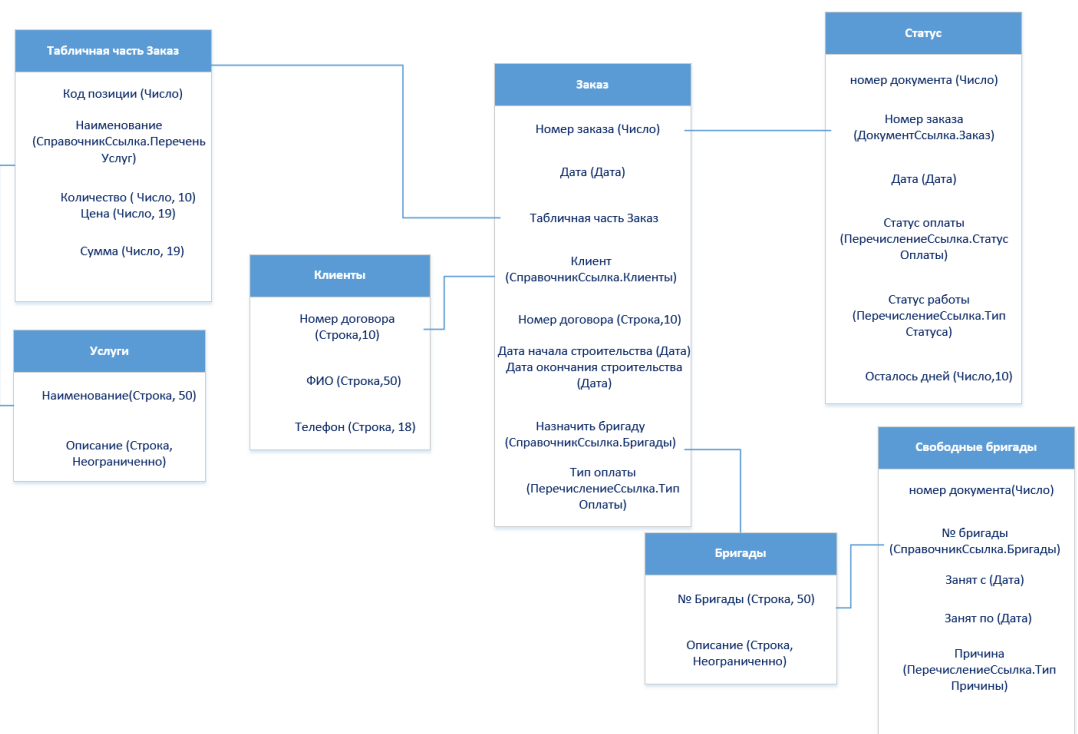 Табличная часть Заказ
Код позиции (Число)
Наименование
(СправочникСсылка.Перечень
Услуг)
Количество ( Число, 10)
Цена (Число, 19)
Сумма (Число, 19)
Услуги
Наименование(Строка, 50)
Описание (Строка,
Неограниченно)
Клиенты
Номер договора
(Строка,10)
ФИО (Строка,50)
Телефон (Строка, 18)
Заказ
Номер заказа (Число)
Дата (Дата)
Табличная часть Заказ
Клиент
(СправочникСсылка.Клиенты)
Номер договора (Строка,10)
Дата начала строительства (Дата)
Дата окончания строительства
(Дата)
Назначить бригаду
(СправочникСсылка.Бригады)
Тип оплаты
(ПеречислениеСсылка.Тип
Оплаты)
Статус
номер документа (Число)
Номер заказа
(ДокументСсылка.Заказ)
Дата (Дата)
Статус оплаты
(ПеречислениеСсылка.Статус
Оплаты)
Статус работы
(ПеречислениеСсылка.Тип
Статуса)
Осталось дней (Число,10)
Бригады
№ Бригады (Строка, 50)
Описание (Строка,
Неограниченно)
Свободные бригады
номер документа(Число)
№ бригады
(СправочникСсылка.Бригады)
Занят с (Дата)
Занят по (Дата)
Причина
(ПеречислениеСсылка.Тип
Причины)